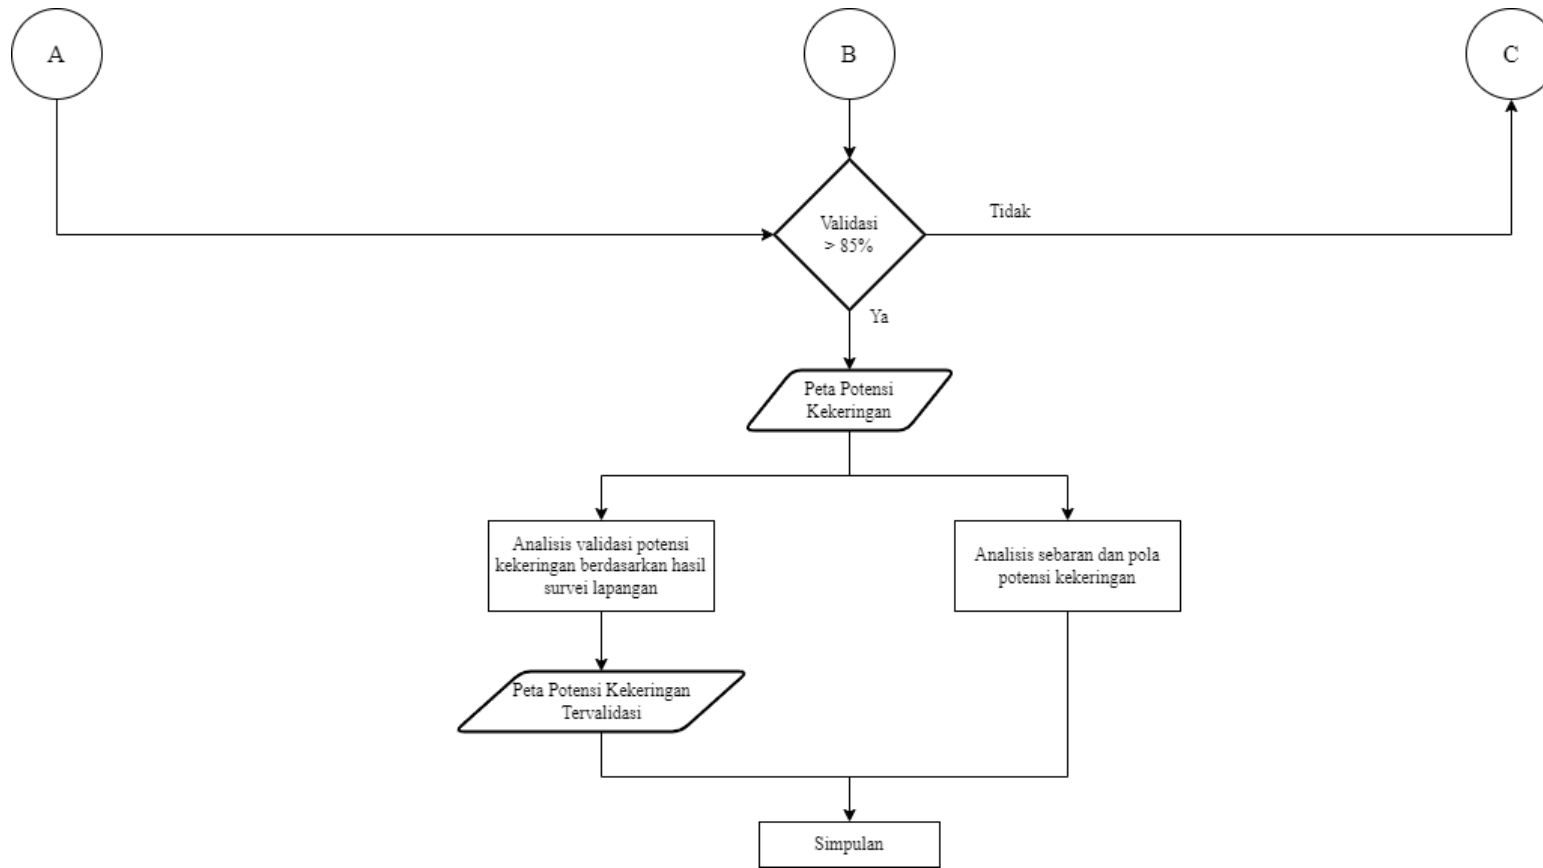 A
B
C
Tidak
Validasi
> 85%
Ya
Peta Potensi
Kekeringan
Analisis validasi potensi
kekeringan berdasarkan hasil
survei lapangan
Analisis sebaran dan pola
potensi kekeringan
Peta Potensi Kekeringan
Tervalidasi
Simpulan